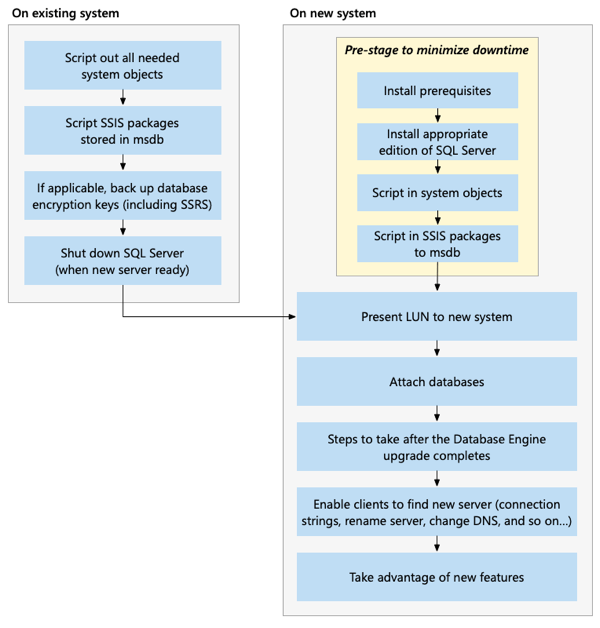 On existing system
Script out all needed
system objects
Script SSIS packages
stored in msdb
If applicable, back up database
encryption keys (including SSRS)
Shut down SQL Server
(when new server ready)
On new system
Pre-stage to minimize downtime
Install prerequisites
Install appropriate
edition of SQL Server
Script in system objects
Script in SSIS packages
to msdb
Present LUN to new system
Attach databases
Steps to take after the Database Engine
upgrade completes
Enable clients to find new server (connection
strings, rename server, change DNS, and so on...)
Take advantage of new features